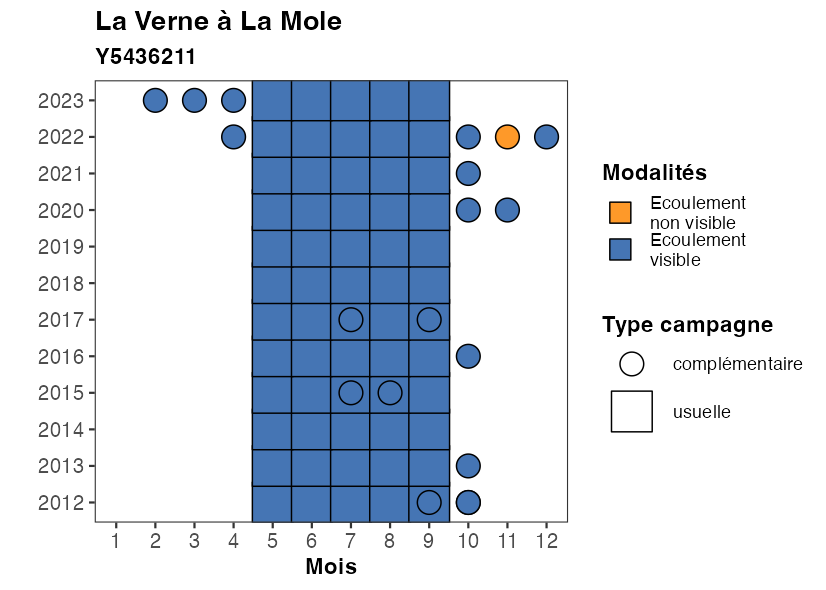 La Verne à La Mole
Y5436211
2023
2022
2021
2020
2019
2018
2017
2016
2015
2014
2013
2012
1 2 3 4 5 6 7 8 9 10 11 12
Mois
Modalités
Ecoulement
non visible
Ecoulement
visible
Type campagne
complémentaire
usuelle